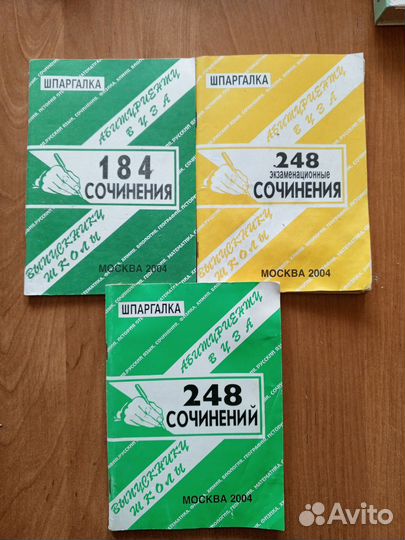 ШПАРГАЛКА
АБИТУРИЕНТУ
ВУЗА
184
СОЧИНЕНИЯ
ВЫПУСКНИКУ
ШКОЛЫ
МОСКВА 2004
ШПАРГАЛКА
АБИТУРИЕНТУ
ВУЗА
248
экзаменационные
СОЧИНЕНИЯ
ВЫПУСКНИКУ
ШКОЛЫ
МОСКВА 2004
ШПАРГАЛКА
АБИТУРИЕНТУ
ВУЗА
248
СОЧИНЕНИЙ
ВЫПУСКНИКУ
ШКОЛЫ
МОСКВА 2004
Avito